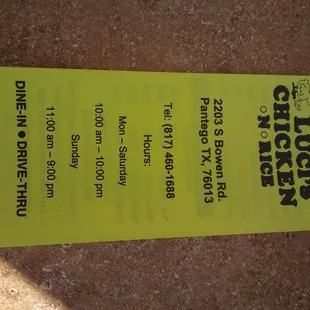 LUCI'S
CHICKEN
N
RICE
2203 S Bowen Rd.
Pantego TX, 76013
Tel: (817) 460-1688
Hours:
Mon – Saturday
10:00 am – 10:00 pm
Sunday
11:00 am – 9:00 pm
DINE-IN • DRIVE-THRU